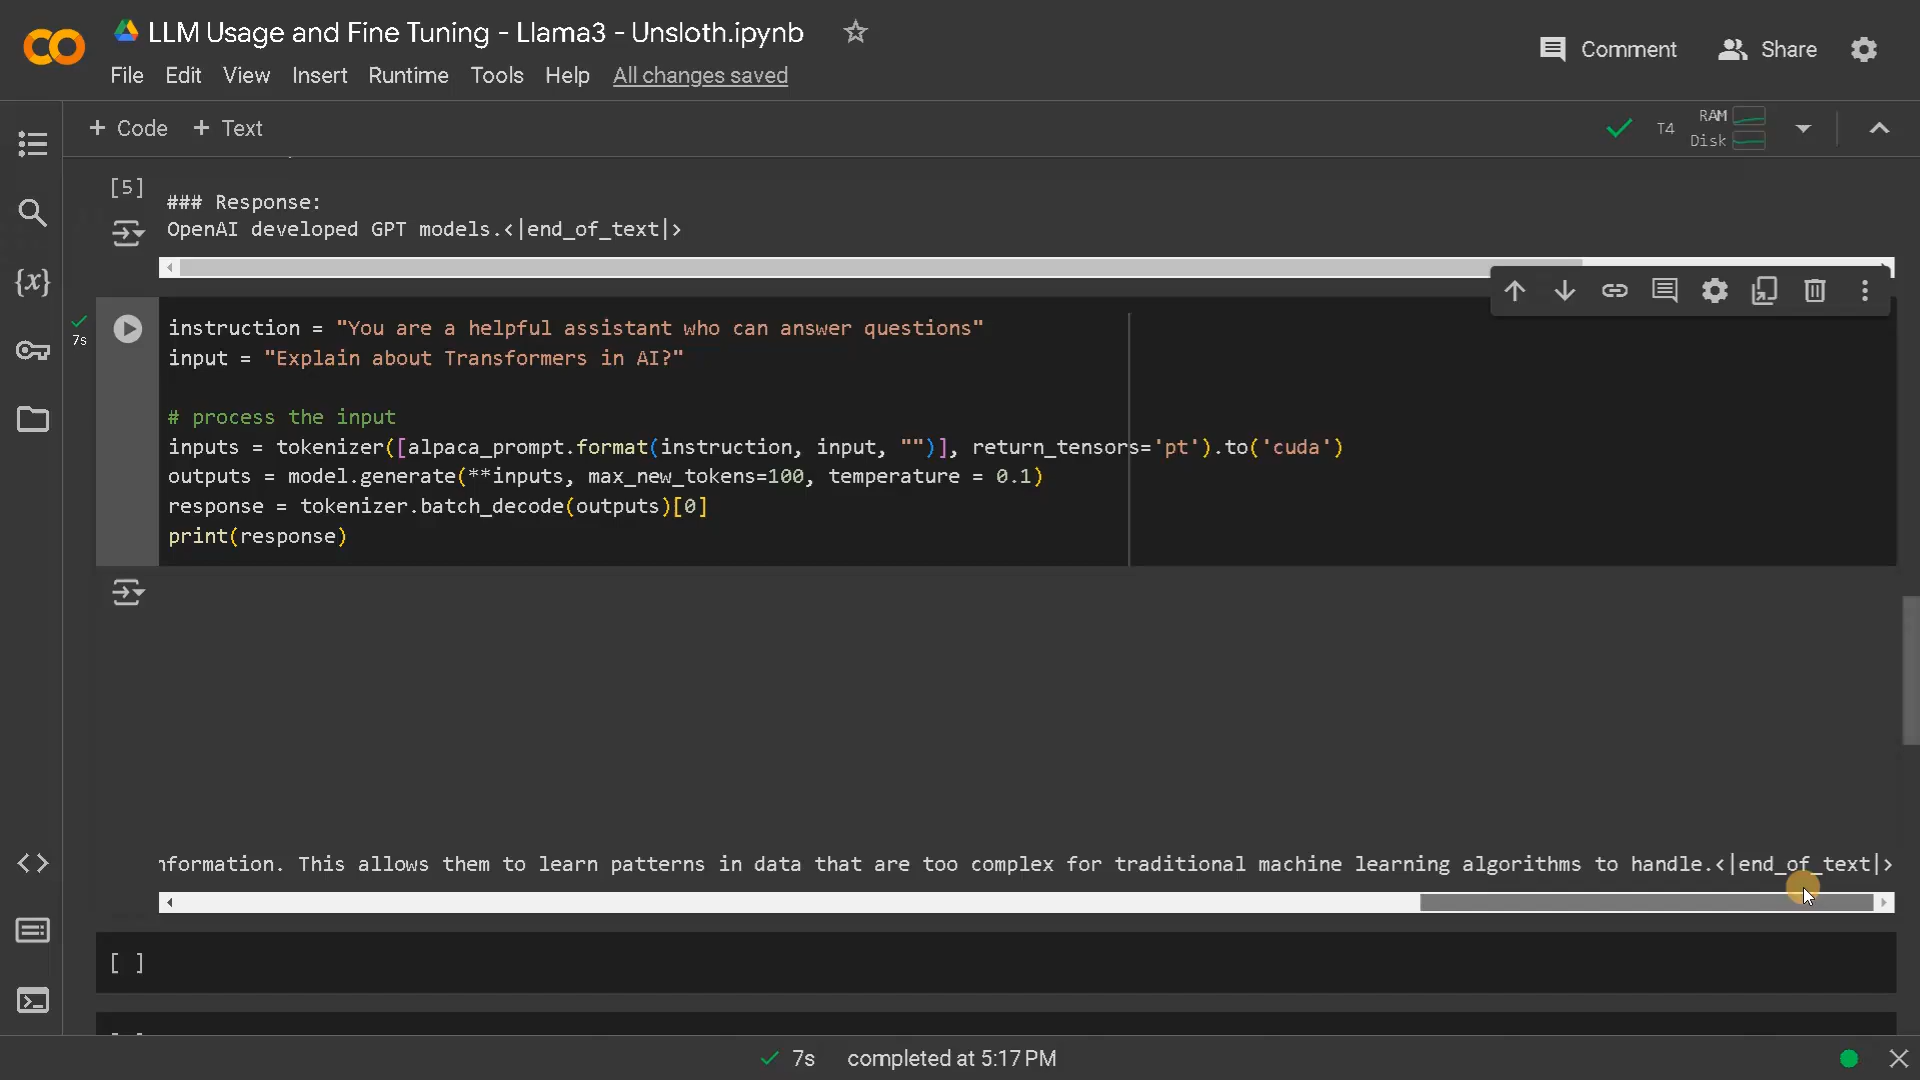 LLM Usage and Fine Tuning - Llama3 - Unsloth.ipynb
Comment
Share
File Edit View Insert Runtime Tools Help All changes saved
+ Code + Text
T4
RAM
Disk
[5]
### Response:
OpenAI developed GPT models.<|end_of_text|>
7s
instruction = "You are a helpful assistant who can answer questions"
input = "Explain about Transformers in AI?"
# process the input
inputs = tokenizer([alpaca_prompt.format(instruction, input, "")], return_tensors='pt').to('cuda')
outputs = model.generate(**inputs, max_new_tokens=100, temperature = 0.1)
response = tokenizer.batch_decode(outputs)[0]
print(response)
nformation. This allows them to learn patterns in data that are too complex for traditional machine learning algorithms to handle.<|end_of_text|>
[ ]
7s completed at 5:17 PM